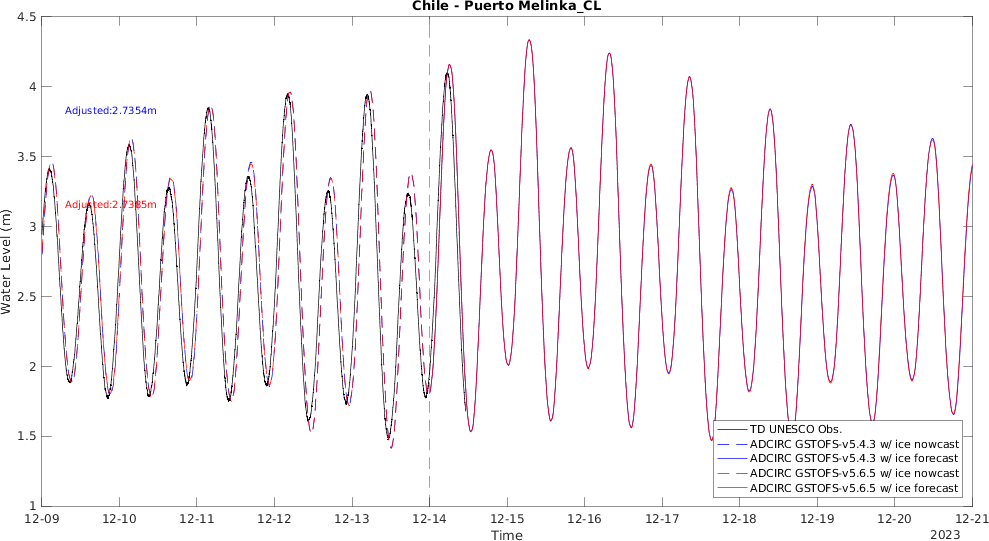 Chile - Puerto Melinka_CL
4.5
4
3.5
3
2.5
2
1.5
1
Water Level (m)
Adjusted:2.7354m
Adjusted:2.7385m
TD UNESCO Obs.
ADCIRC GSTOFS-v5.4.3 w/ ice nowcast
ADCIRC GSTOFS-v5.4.3 w/ ice forecast
ADCIRC GSTOFS-v5.6.5 w/ ice nowcast
ADCIRC GSTOFS-v5.6.5 w/ ice forecast
12-09 12-10 12-11 12-12 12-13 12-14 12-15 12-16 12-17 12-18 12-19 12-20 12-21
Time
2023